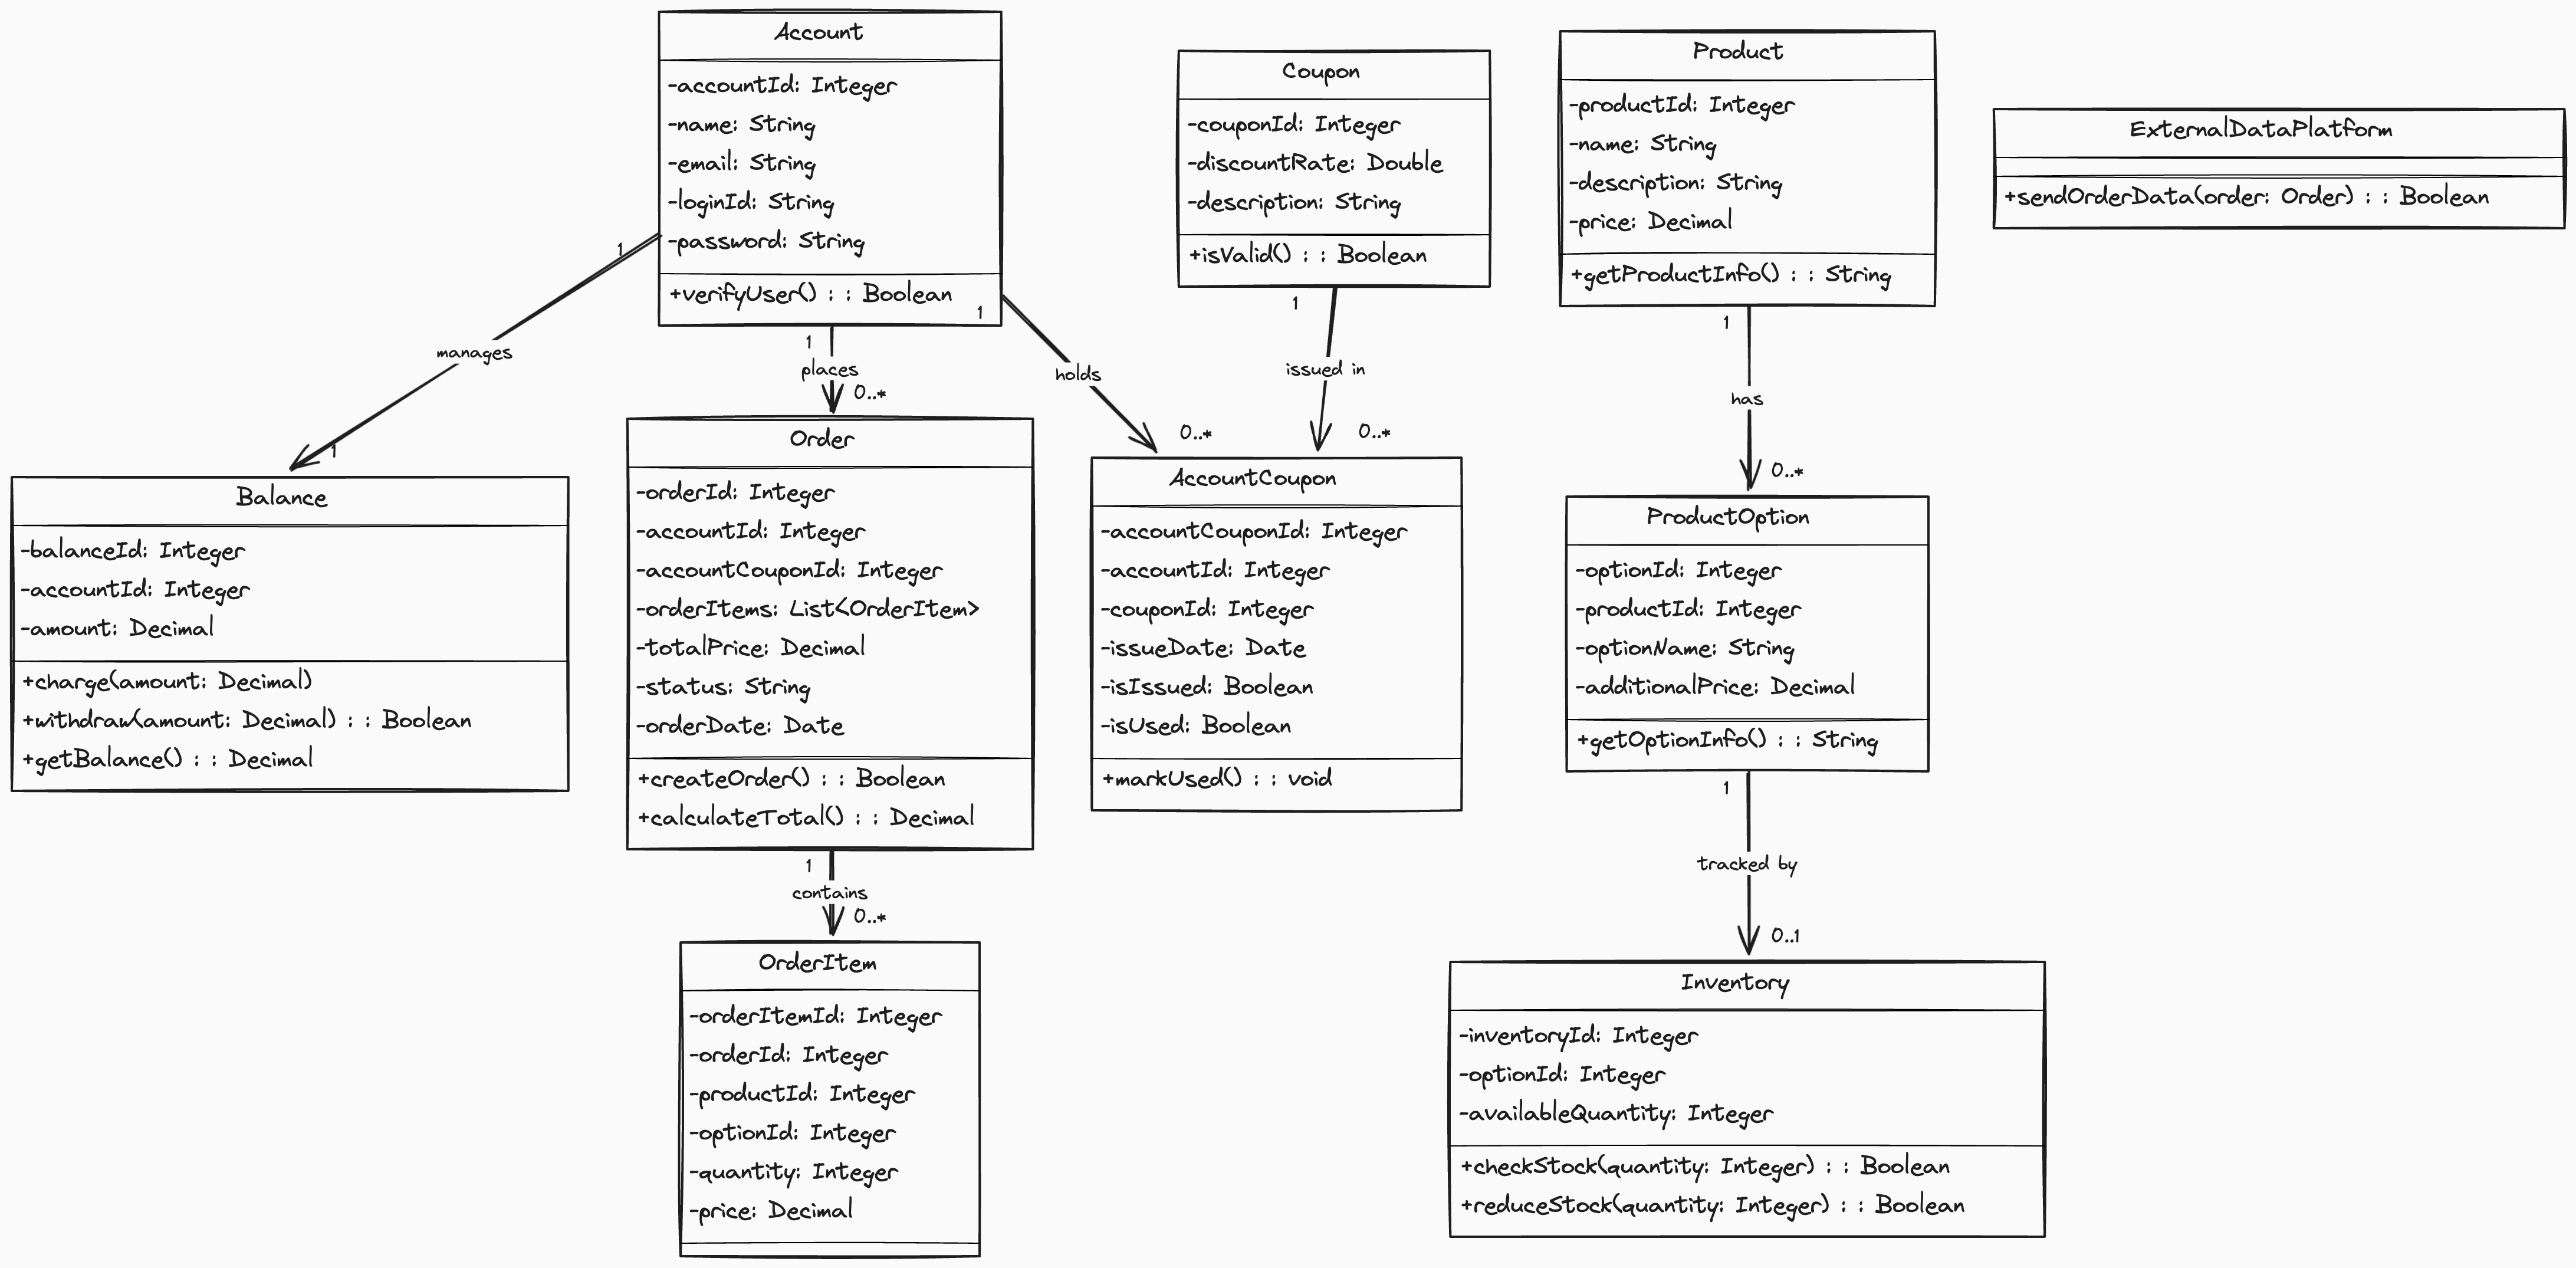 Account
-accountId: Integer
-name: String
-email: String
-loginId: String
-password: String
+verifyUser() : : Boolean
Coupon
-couponId: Integer
-discountRate: Double
-description: String
+isValid() : : Boolean
Product
-productId: Integer
-name: String
-description: String
-price: Decimal
+getProductInfo() : : String
ExternalDataPlatform
+sendOrderData(order: Order) : : Boolean
1
manages
1
1
places
0..*
1
holds
0..*
1
issued in
0..*
1
has
0..*
Balance
-balanceId: Integer
-accountId: Integer
-amount: Decimal
+charge(amount: Decimal)
+withdraw(amount: Decimal) : : Boolean
+getBalance() : : Decimal
Order
-orderId: Integer
-accountId: Integer
-accountCouponId: Integer
-orderItems: List<OrderItem>
-totalPrice: Decimal
-status: String
-orderDate: Date
+createOrder() : : Boolean
+calculateTotal() : : Decimal
AccountCoupon
-accountCouponId: Integer
-accountId: Integer
-couponId: Integer
-issueDate: Date
-isIssued: Boolean
-isUsed: Boolean
+markUsed() : : void
ProductOption
-optionId: Integer
-productId: Integer
-optionName: String
-additionalPrice: Decimal
+getOptionInfo() : : String
1
contains
0..*
1
tracked by
0..1
OrderItem
-orderItemId: Integer
-orderId: Integer
-productId: Integer
-optionId: Integer
-quantity: Integer
-price: Decimal
Inventory
-inventoryId: Integer
-optionId: Integer
-availableQuantity: Integer
+checkStock(quantity: Integer) : : Boolean
+reduceStock(quantity: Integer) : : Boolean